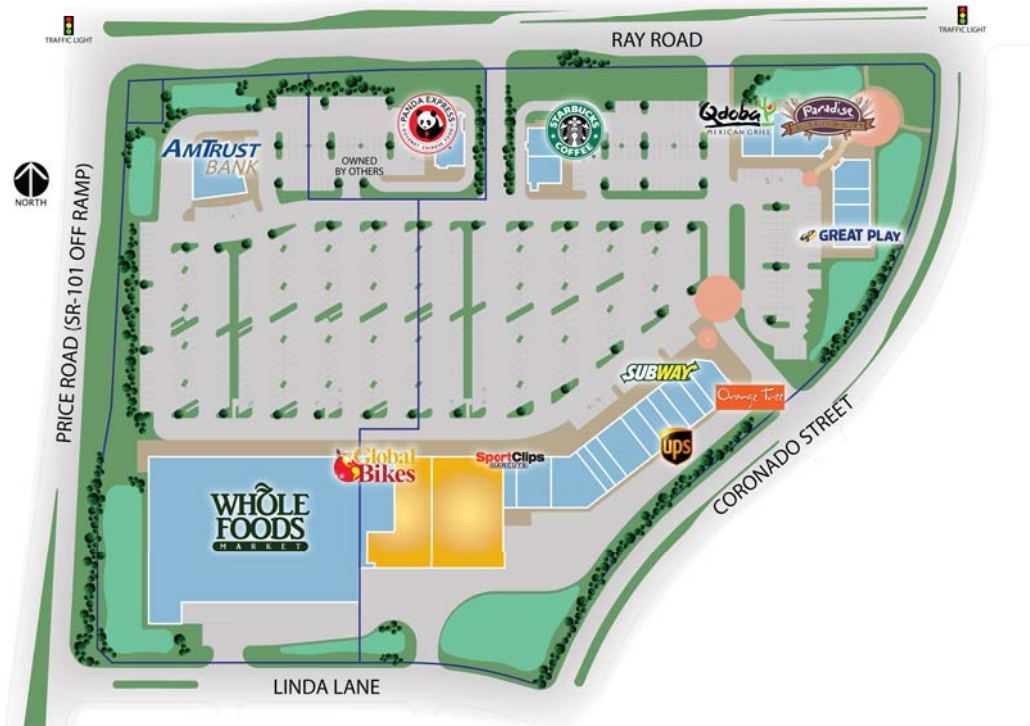 TRAFFIC LIGHT
RAY ROAD
TRAFFIC LIGHT
PANDA EXPRESS
STARBUCKS
COFFEE
Qdoba
MEXICAN GRILL
Paradise
AMTRUST
BANK
OWNED
BY OTHERS
NORTH
GREAT PLAY
PRICE ROAD (SR-101 OFF RAMP)
SUBWAY
Orange Tree
ups
CORONADO STREET
Global
Bikes
SportClips
HAIRCUTS
WHOLE
FOODS
MARKET
LINDA LANE